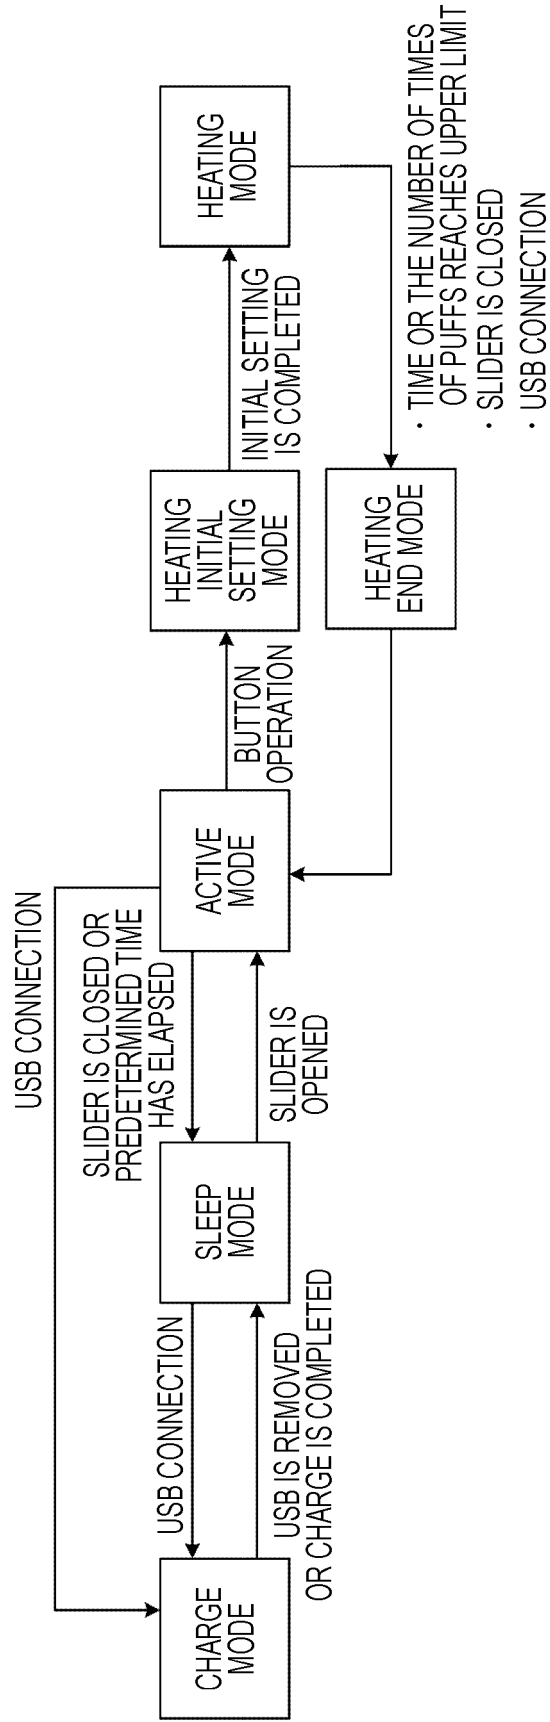 USB CONNECTION
SLIDER IS CLOSED OR
PREDETERMINED TIME
HAS ELAPSED
USB CONNECTION
CHARGE
MODE
SLEEP
MODE
ACTIVE
MODE
HEATING
INITIAL
SETTING
MODE
HEATING
MODE
USB IS REMOVED
OR CHARGE IS COMPLETED
SLIDER IS
OPENED
BUTTON
OPERATION
INITIAL SETTING
IS COMPLETED
HEATING
END MODE
· TIME OR THE NUMBER OF TIMES
OF PUFFS REACHES UPPER LIMIT
· SLIDER IS CLOSED
· USB CONNECTION